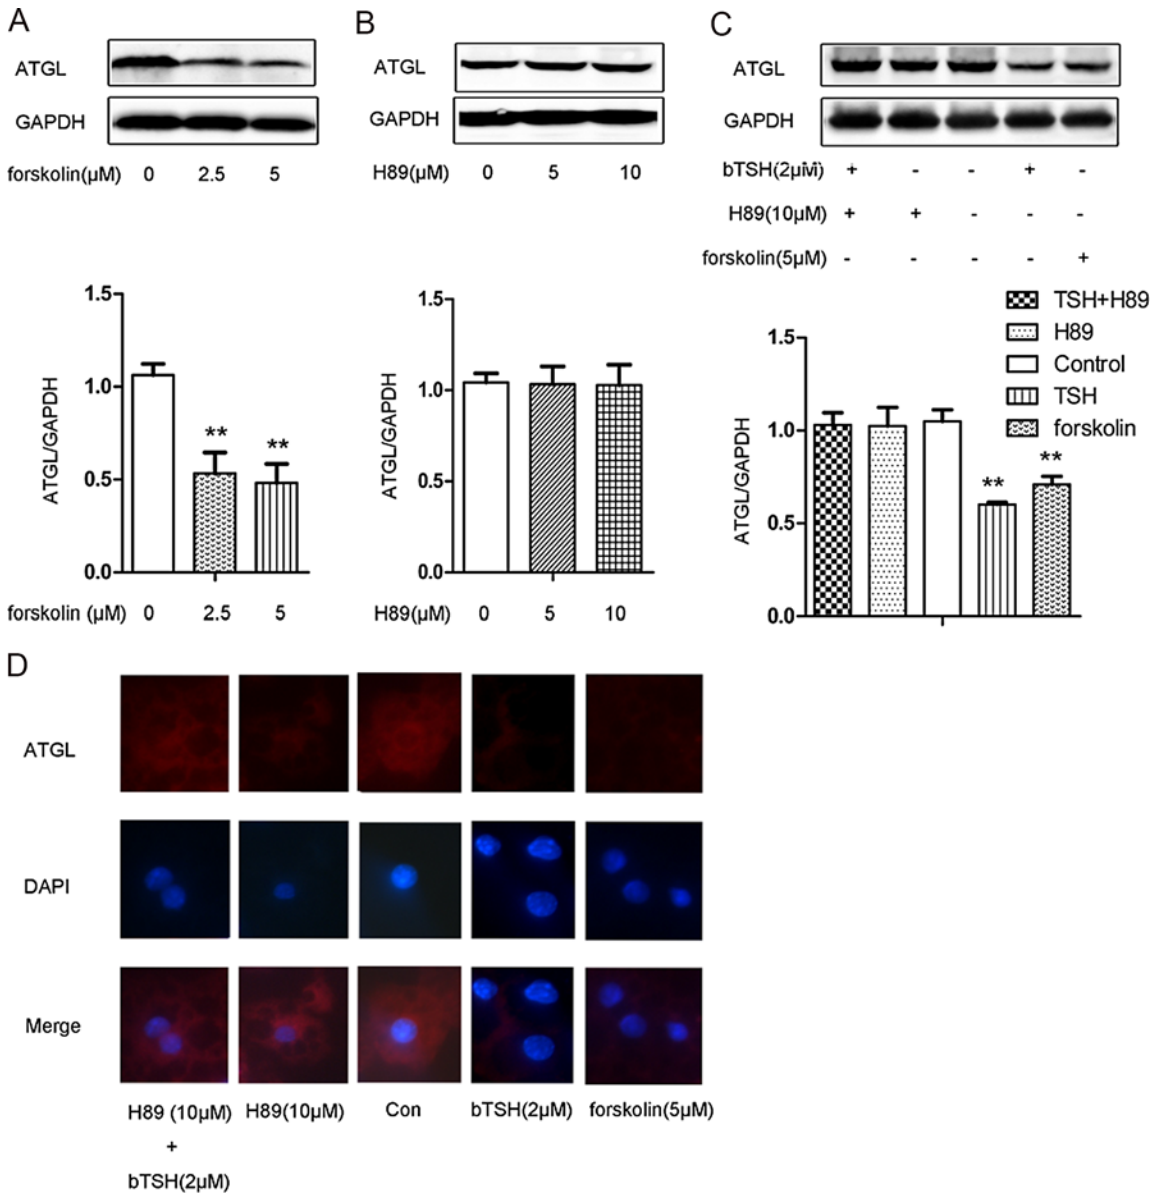 A
ATGL
GAPDH
forskolin(μM) 0 2.5 5
1.5
1.0
0.5
0.0
ATGL/GAPDH
** **
forskolin (μM) 0 2.5 5
B
ATGL
GAPDH
H89(μM) 0 5 10
1.5
1.0
0.5
0.0
ATGL/GAPDH
H89(μM) 0 5 10
C
ATGL
GAPDH
bTSH(2μM) + - - + -
H89(10μM) + + - - -
forskolin(5μM) - - - - +
TSH+H89
H89
Control
TSH
forskolin
1.5
1.0
0.5
0.0
ATGL/GAPDH
** **
D
ATGL
DAPI
Merge
H89 (10μM)
+
bTSH(2μM)
H89(10μM)
Con
bTSH(2μM)
forskolin(5μM)